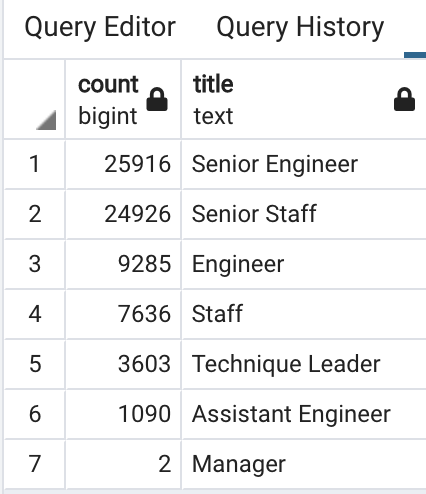 Query Editor Query History
count title
bigint text
1 25916 Senior Engineer
2 24926 Senior Staff
3 9285 Engineer
4 7636 Staff
5 3603 Technique Leader
6 1090 Assistant Engineer
7 2 Manager